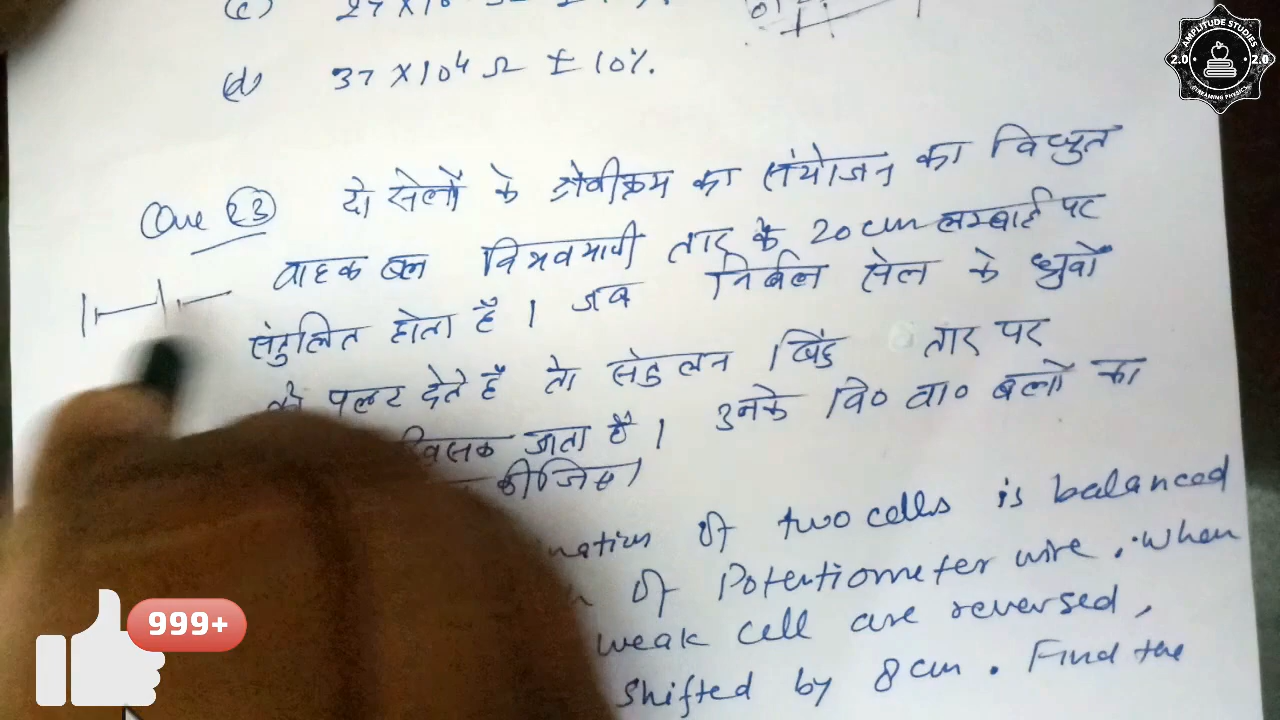 (d) 37 × 10⁴ Ω ± 10%.
AMPLITUDE STUDIES
2.0 2.0
Que 23 दो सेलों के श्रेणीक्रम का संयोजन का विधुत
वाहक बल विभवमापी तार के 20 cm लम्बाई पर
संतुलित होता है । जब निर्बल सेल के ध्रुवों
को पलट देते हैं तो संतुलन बिंदु तार पर
खिसक जाता है । उनके वि० वा० बलों का
कीजिए।
of two cells is balanced
of Potentiometer wire. when
weak cell are reversed,
shifted by 8 cm. Find the
999+